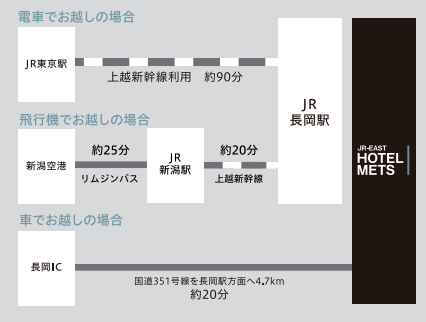 電車でお越しの場合
JR東京駅
上越新幹線利用 約90分
JR
長岡駅
飛行機でお越しの場合
新潟空港
約25分
リムジンバス
JR
新潟駅
約20分
上越新幹線
JR-EAST
HOTEL
METS
車でお越しの場合
長岡IC
国道351号線を長岡駅方面へ4.7km
約20分